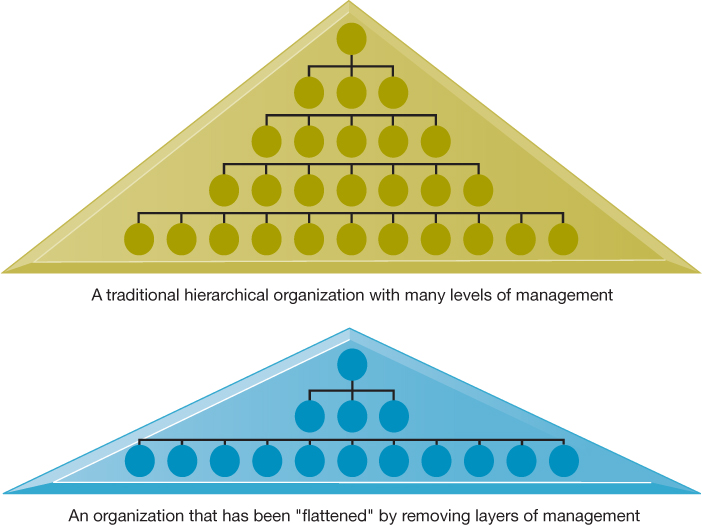 A traditional hierarchical organization with many levels of management
An organization that has been "flattened" by removing layers of management